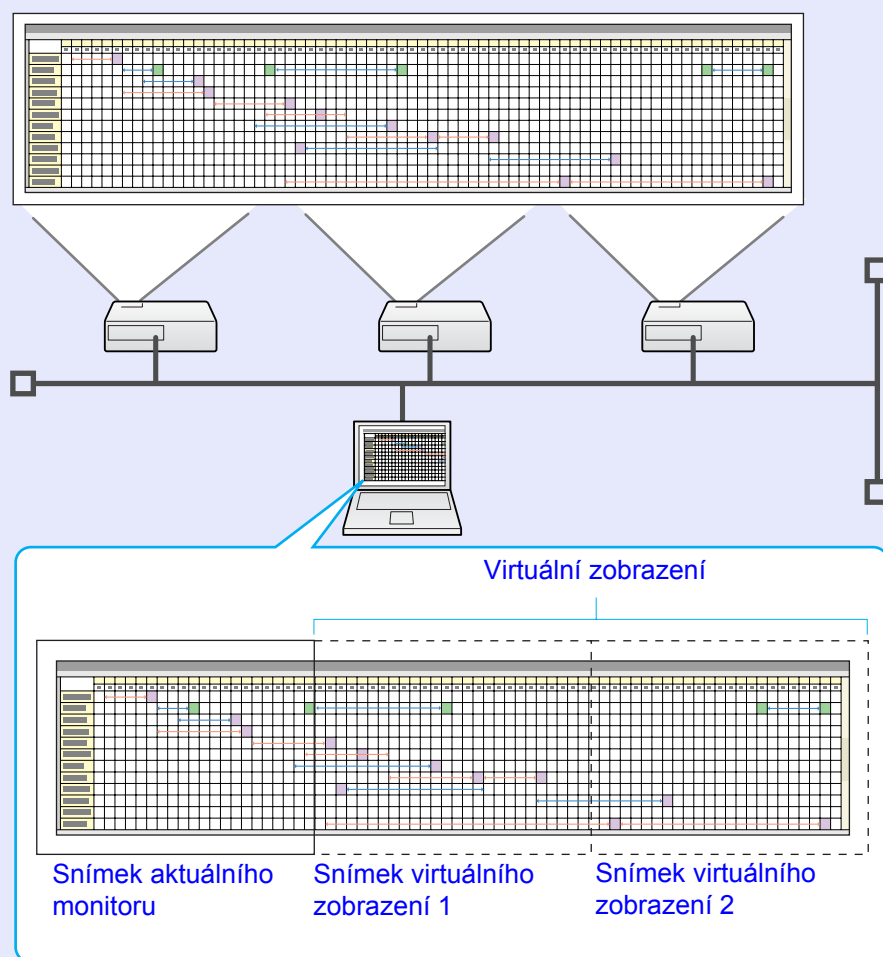 Virtuální zobrazení
Snímek aktuálního
monitoru
Snímek virtuálního
zobrazení 1
Snímek virtuálního
zobrazení 2